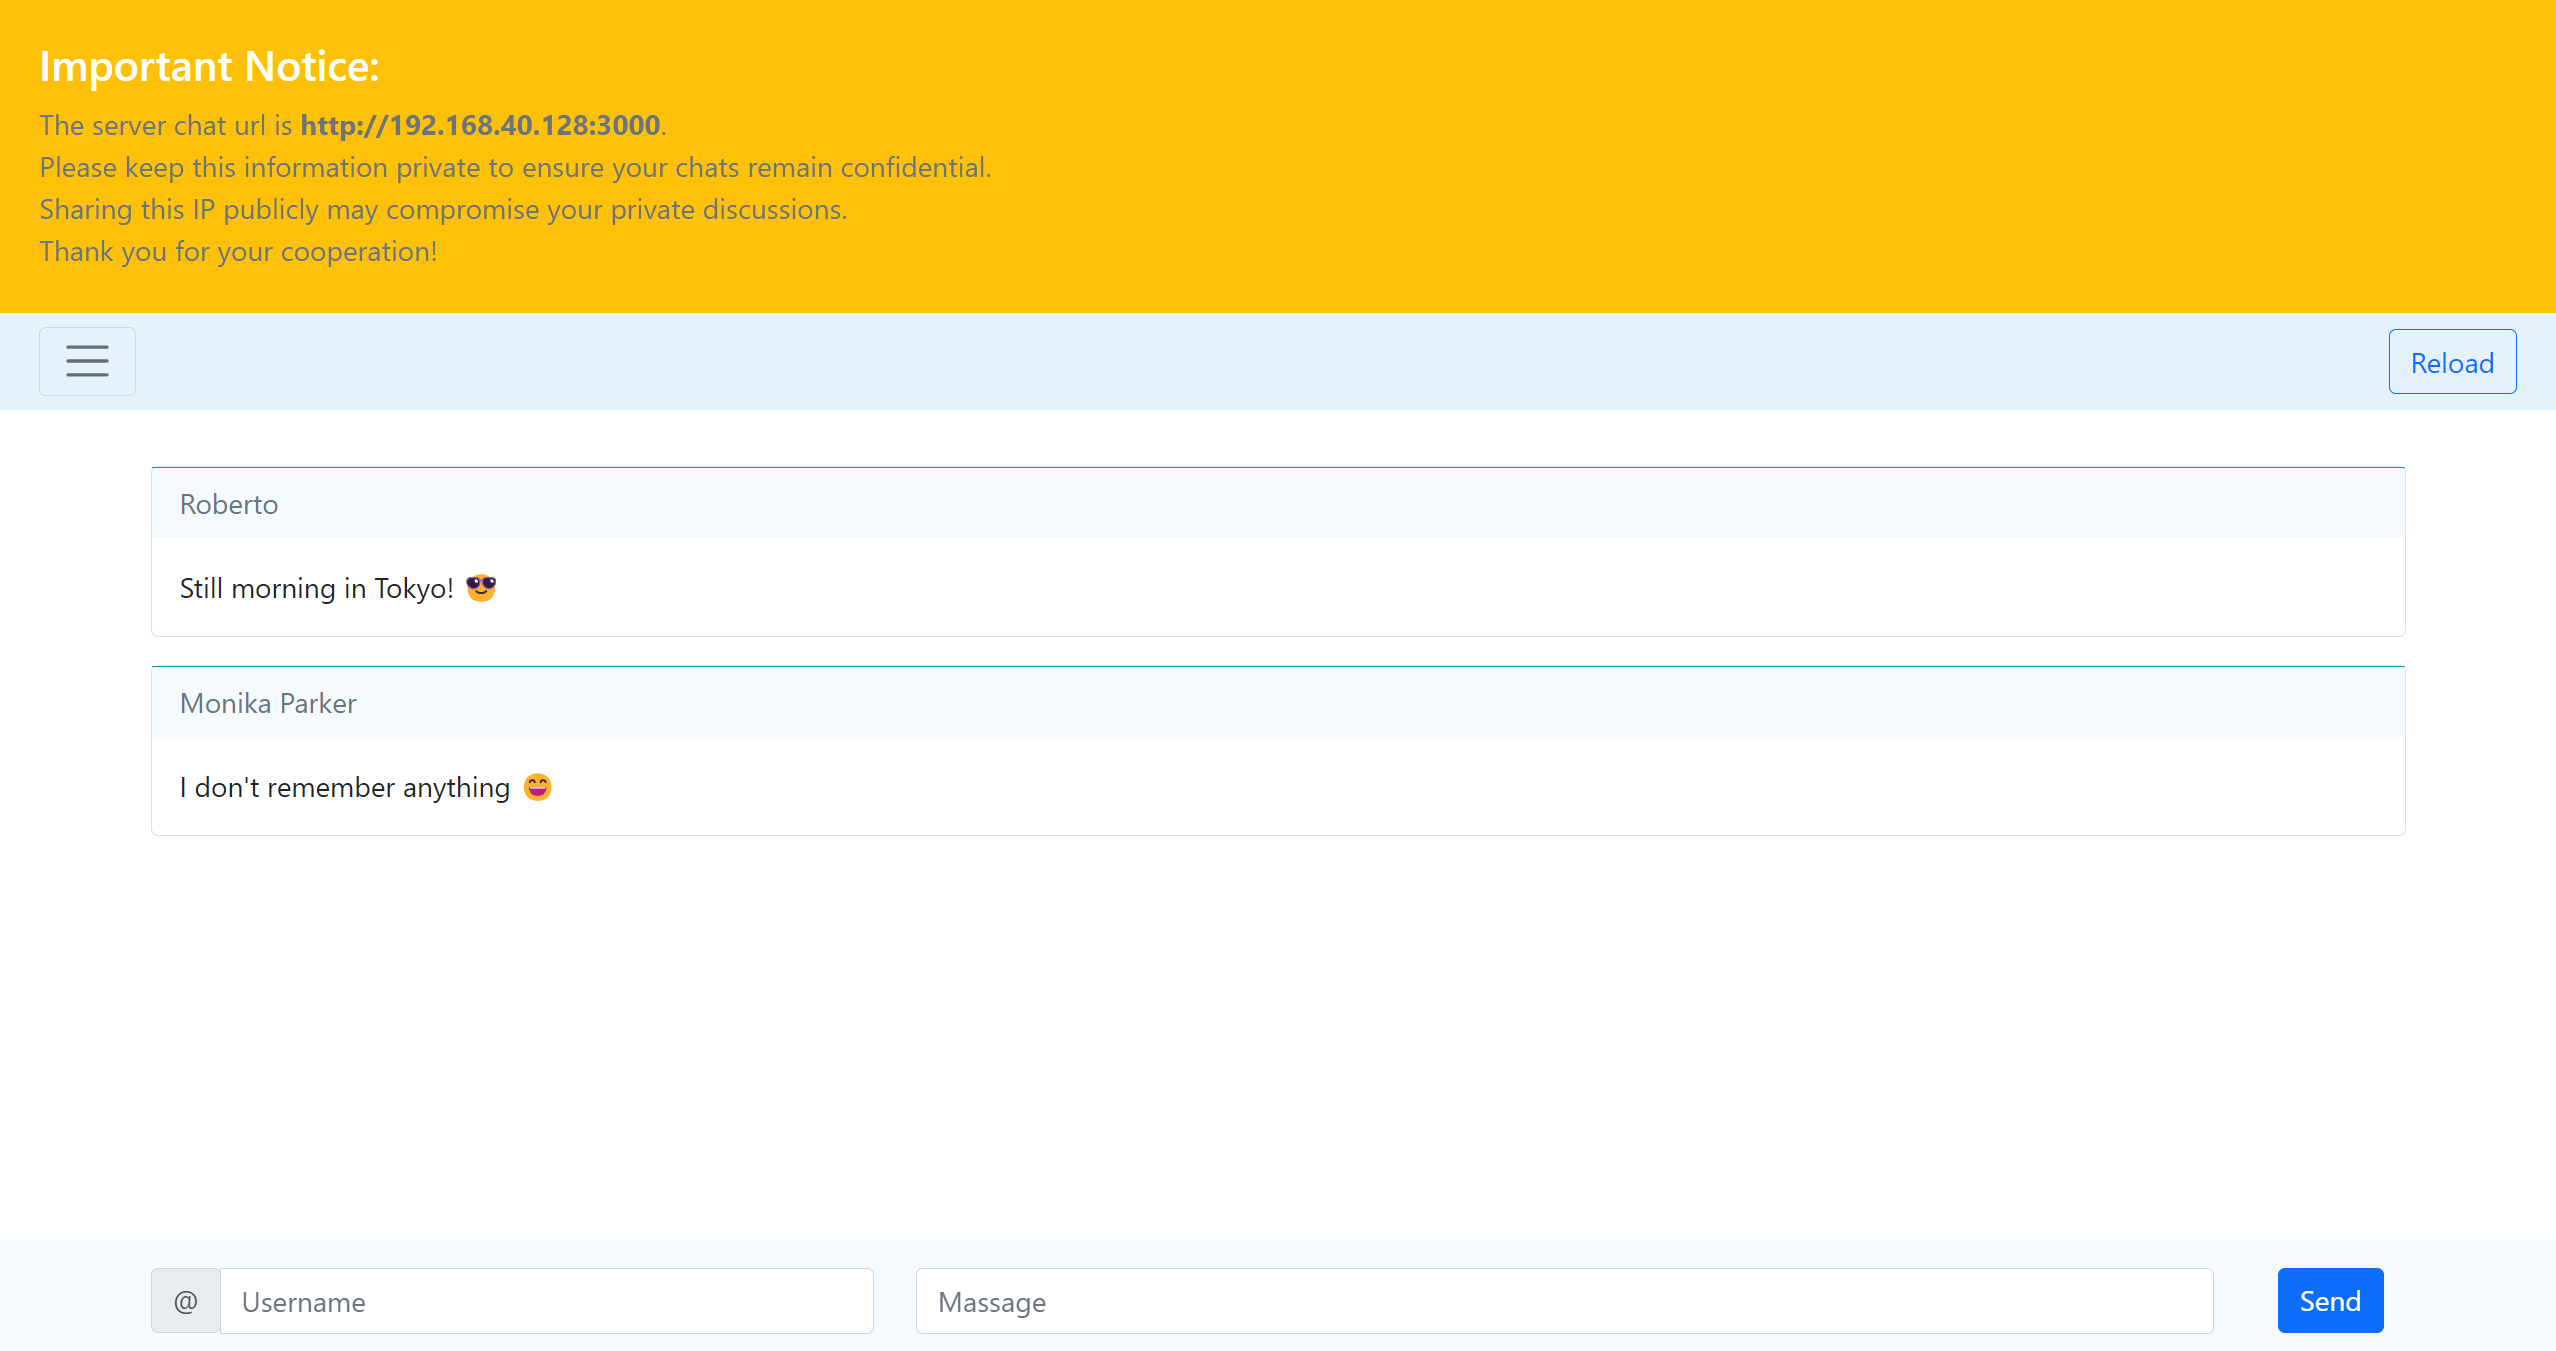 Important Notice:
The server chat url is http://192.168.40.128:3000.
Please keep this information private to ensure your chats remain confidential.
Sharing this IP publicly may compromise your private discussions.
Thank you for your cooperation!
Reload
Roberto
Still morning in Tokyo! 😎
Monika Parker
I don't remember anything 😄
@ Username Massage Send